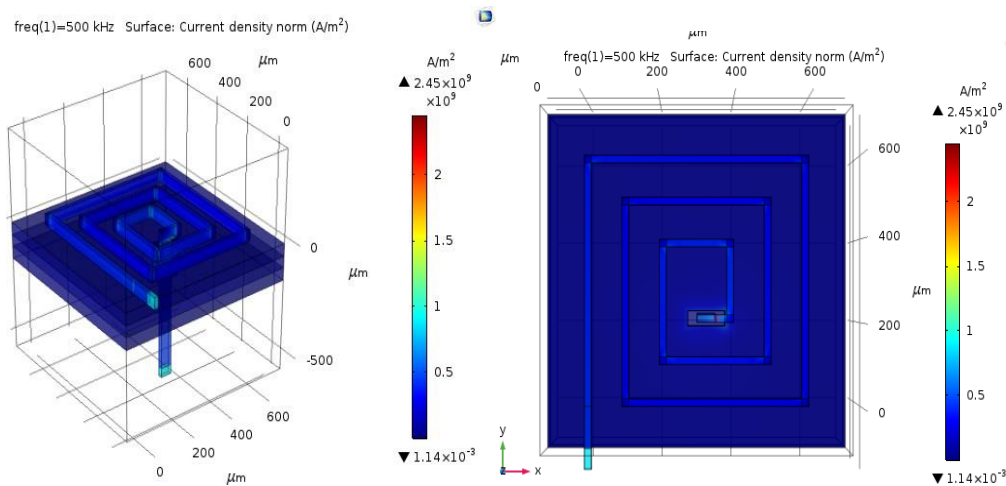 freq(1)=500 kHz Surface: Current density norm (A/m²)
μm
600
400
200
0
0
μm
-500
600
400
200
0
μm
A/m²
▲ 2.45×10⁹
×10⁹
2
1.5
1
0.5
▼ 1.14×10⁻³
μm
μm
freq(1)=500 kHz Surface: Current density norm (A/m²)
0
200
400
600
0
600
400
μm
200
0
y
x
A/m²
▲ 2.45×10⁹
×10⁹
2
1.5
1
0.5
▼ 1.14×10⁻³